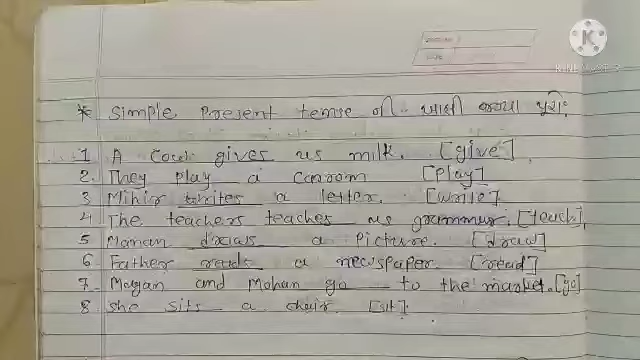 * Simple Present tense ની ખાલી જગ્યા પૂરો:
1 A cow gives us milk. [give]
2. They play a carrom [Play]
3 Mihir writes a letter. [write]
4 The teachers teaches us grammar. [teach]
5 Manan draws a Picture. [draw]
6 Father reads a newspaper. [read]
7 Magan and Mohan go to the market. [go]
8. She sits a chair. [sit]